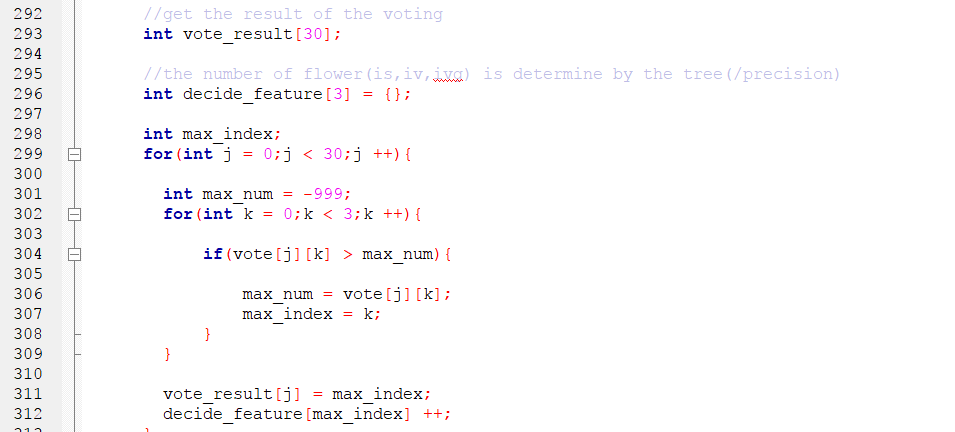 292 //get the result of the voting
293 int vote_result[30];
294
295 //the number of flower(is,iv,ivg) is determine by the tree(/precision)
296 int decide_feature[3] = {};
297
298 int max_index;
299 for(int j = 0;j < 30;j ++){
300
301 int max_num = -999;
302 for(int k = 0;k < 3;k ++){
303
304 if(vote[j][k] > max_num){
305
306 max_num = vote[j][k];
307 max_index = k;
308 }
309 }
310
311 vote_result[j] = max_index;
312 decide_feature[max_index] ++;